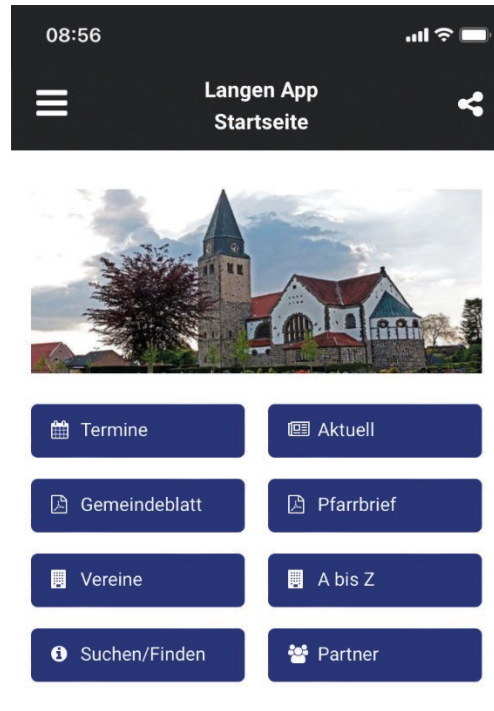 08:56
Langen App
Startseite
Termine
Aktuell
Gemeindeblatt
Pfarrbrief
Vereine
A bis Z
Suchen/Finden
Partner